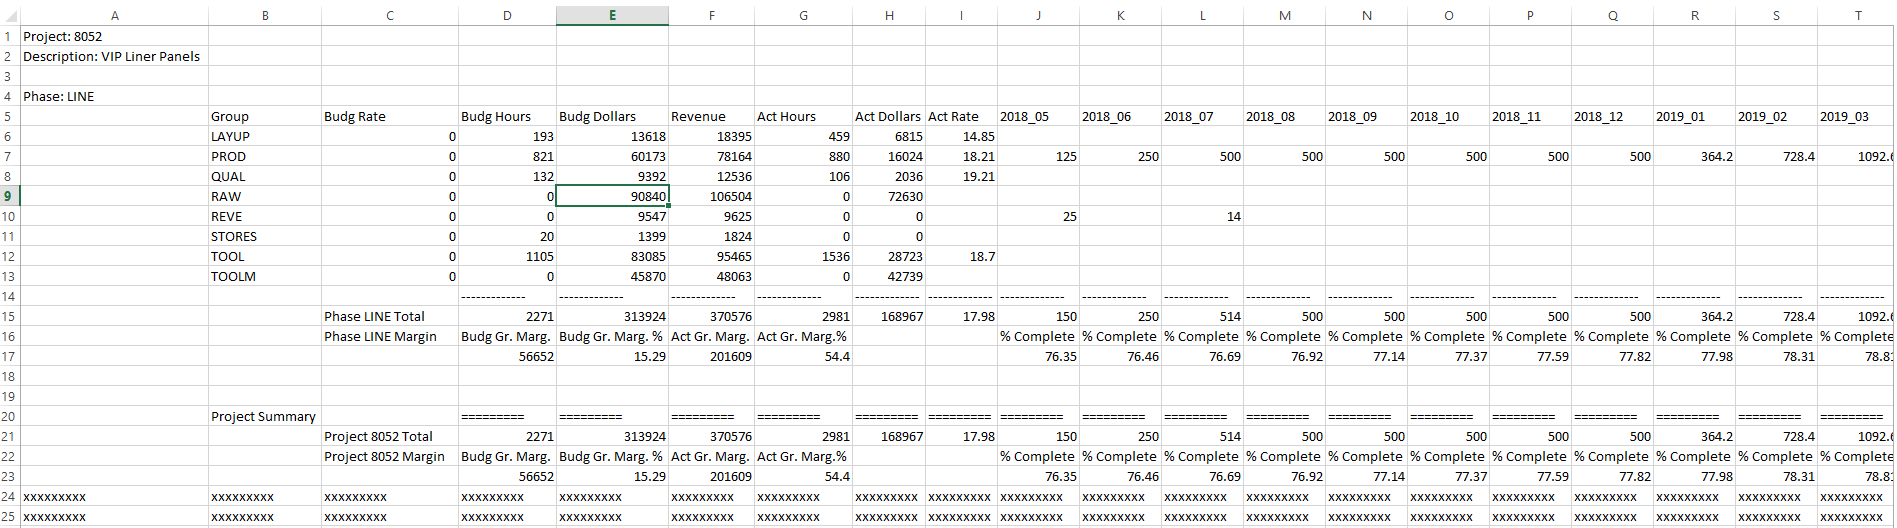 A B C D E F G H I J K L M N O P Q R S T
1 Project: 8052
2 Description: VIP Liner Panels
3
4 Phase: LINE
5 Group Budg Rate Budg Hours Budg Dollars Revenue Act Hours Act Dollars Act Rate 2018_05 2018_06 2018_07 2018_08 2018_09 2018_10 2018_11 2018_12 2019_01 2019_02 2019_03
6 LAYUP 0 193 13618 18395 459 6815 14.85
7 PROD 0 821 60173 78164 880 16024 18.21 125 250 500 500 500 500 500 500 364.2 728.4 1092.6
8 QUAL 0 132 9392 12536 106 2036 19.21
9 RAW 0 0 90840 106504 0 72630
10 REVE 0 0 9547 9625 0 0 25 14
11 STORES 0 20 1399 1824 0 0
12 TOOL 0 1105 83085 95465 1536 28723 18.7
13 TOOLM 0 0 45870 48063 0 42739
14 ------------- ------------- ------------- ------------- ------------- ------------- ------------- ------------- ------------- ------------- ------------- ------------- ------------- ------------- ------------- ------------- -------------
15 Phase LINE Total 2271 313924 370576 2981 168967 17.98 150 250 514 500 500 500 500 500 364.2 728.4 1092.6
16 Phase LINE Margin Budg Gr. Marg. Budg Gr. Marg. % Act Gr. Marg. Act Gr. Marg.% % Complete % Complete % Complete % Complete % Complete % Complete % Complete % Complete % Complete % Complete % Complete
17 56652 15.29 201609 54.4 76.35 76.46 76.69 76.92 77.14 77.37 77.59 77.82 77.98 78.31 78.8
18
19
20 Project Summary ========= ========= ========= ========= ========= ========= ========= ========= ========= ========= ========= ========= ========= ========= ========= ========= =========
21 Project 8052 Total 2271 313924 370576 2981 168967 17.98 150 250 514 500 500 500 500 500 364.2 728.4 1092.6
22 Project 8052 Margin Budg Gr. Marg. Budg Gr. Marg. % Act Gr. Marg. Act Gr. Marg.% % Complete % Complete % Complete % Complete % Complete % Complete % Complete % Complete % Complete % Complete % Complete
23 56652 15.29 201609 54.4 76.35 76.46 76.69 76.92 77.14 77.37 77.59 77.82 77.98 78.31 78.8
24 xxxxxxxxx xxxxxxxxx xxxxxxxxx xxxxxxxxx xxxxxxxxx xxxxxxxxx xxxxxxxxx xxxxxxxxx xxxxxxxxx xxxxxxxxx xxxxxxxxx xxxxxxxxx xxxxxxxxx xxxxxxxxx xxxxxxxxx xxxxxxxxx xxxxxxxxx xxxxxxxxx xxxxxxxxx xxxxxxxxx
25 xxxxxxxxx xxxxxxxxx xxxxxxxxx xxxxxxxxx xxxxxxxxx xxxxxxxxx xxxxxxxxx xxxxxxxxx xxxxxxxxx xxxxxxxxx xxxxxxxxx xxxxxxxxx xxxxxxxxx xxxxxxxxx xxxxxxxxx xxxxxxxxx xxxxxxxxx xxxxxxxxx xxxxxxxxx xxxxxxxxx